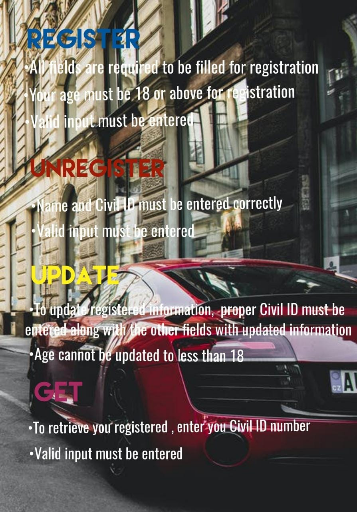 REGISTER
•All fields are required to be filled for registration
•Your age must be 18 or above for registration
•Valid input must be entered
UNREGISTER
•Name and Civil ID must be entered correctly
•Valid input must be entered
UPDATE
•To update registered information, proper Civil ID must be
entered along with the other fields with updated information
•Age cannot be updated to less than 18
GET
•To retrieve you registered , enter you Civil ID number
•Valid input must be entered